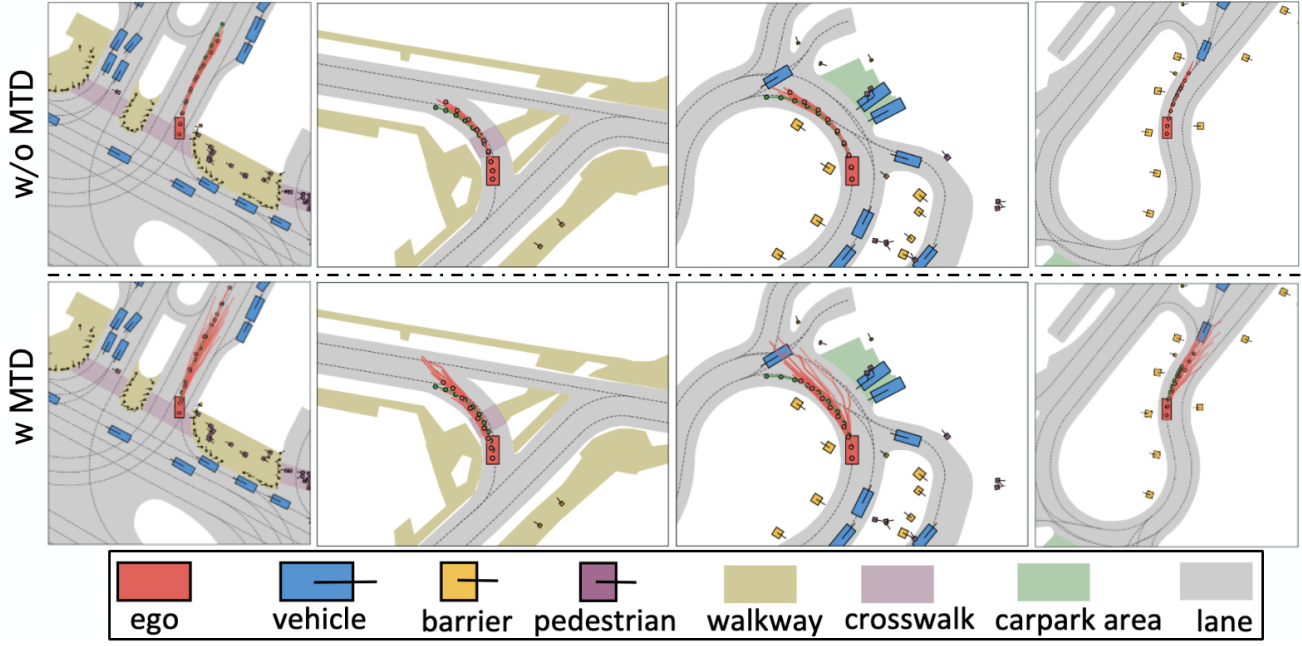 w/o MTD
w MTD
ego
vehicle
barrier
pedestrian
walkway
crosswalk
carpark area
lane